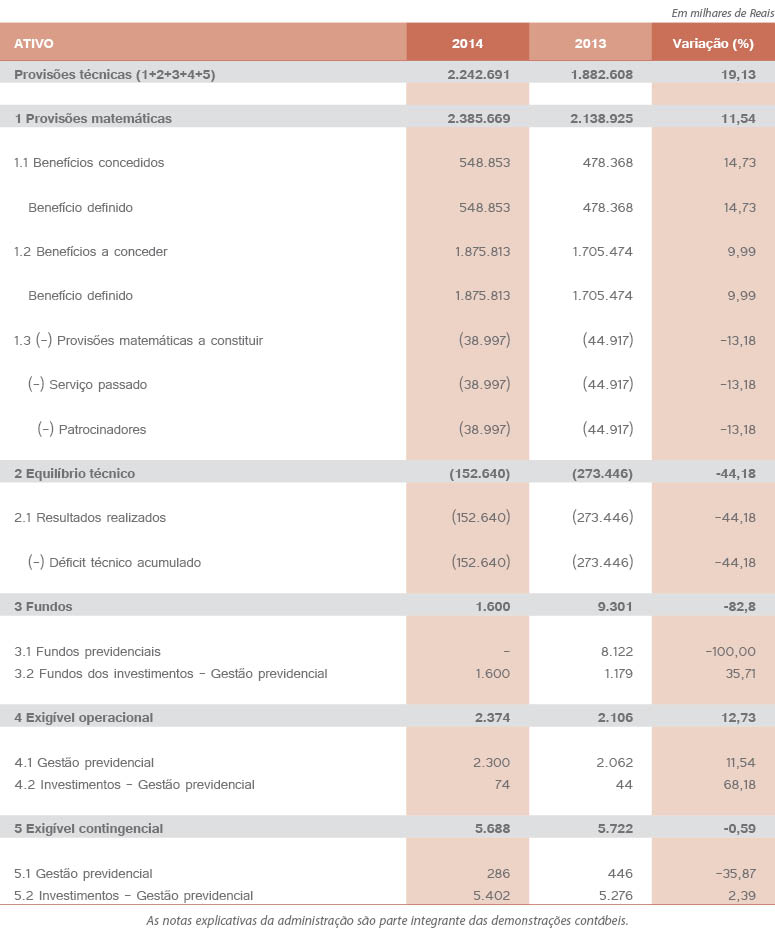 Em milhares de Reais
ATIVO 2014 2013 Variação (%)
Provisões técnicas (1+2+3+4+5) 2.242.691 1.882.608 19,13
1 Provisões matemáticas 2.385.669 2.138.925 11,54
1.1 Benefícios concedidos 548.853 478.368 14,73
Benefício definido 548.853 478.368 14,73
1.2 Benefícios a conceder 1.875.813 1.705.474 9,99
Benefício definido 1.875.813 1.705.474 9,99
1.3 (–) Provisões matemáticas a constituir (38.997) (44.917) –13,18
(–) Serviço passado (38.997) (44.917) –13,18
(–) Patrocinadores (38.997) (44.917) –13,18
2 Equilíbrio técnico (152.640) (273.446) -44,18
2.1 Resultados realizados (152.640) (273.446) –44,18
(–) Déficit técnico acumulado (152.640) (273.446) –44,18
3 Fundos 1.600 9.301 -82,8
3.1 Fundos previdenciais – 8.122 –100,00
3.2 Fundos dos investimentos – Gestão previdencial 1.600 1.179 35,71
4 Exigível operacional 2.374 2.106 12,73
4.1 Gestão previdencial 2.300 2.062 11,54
4.2 Investimentos – Gestão previdencial 74 44 68,18
5 Exigível contingencial 5.688 5.722 -0,59
5.1 Gestão previdencial 286 446 –35,87
5.2 Investimentos – Gestão previdencial 5.402 5.276 2,39
As notas explicativas da administração são parte integrante das demonstrações contábeis.